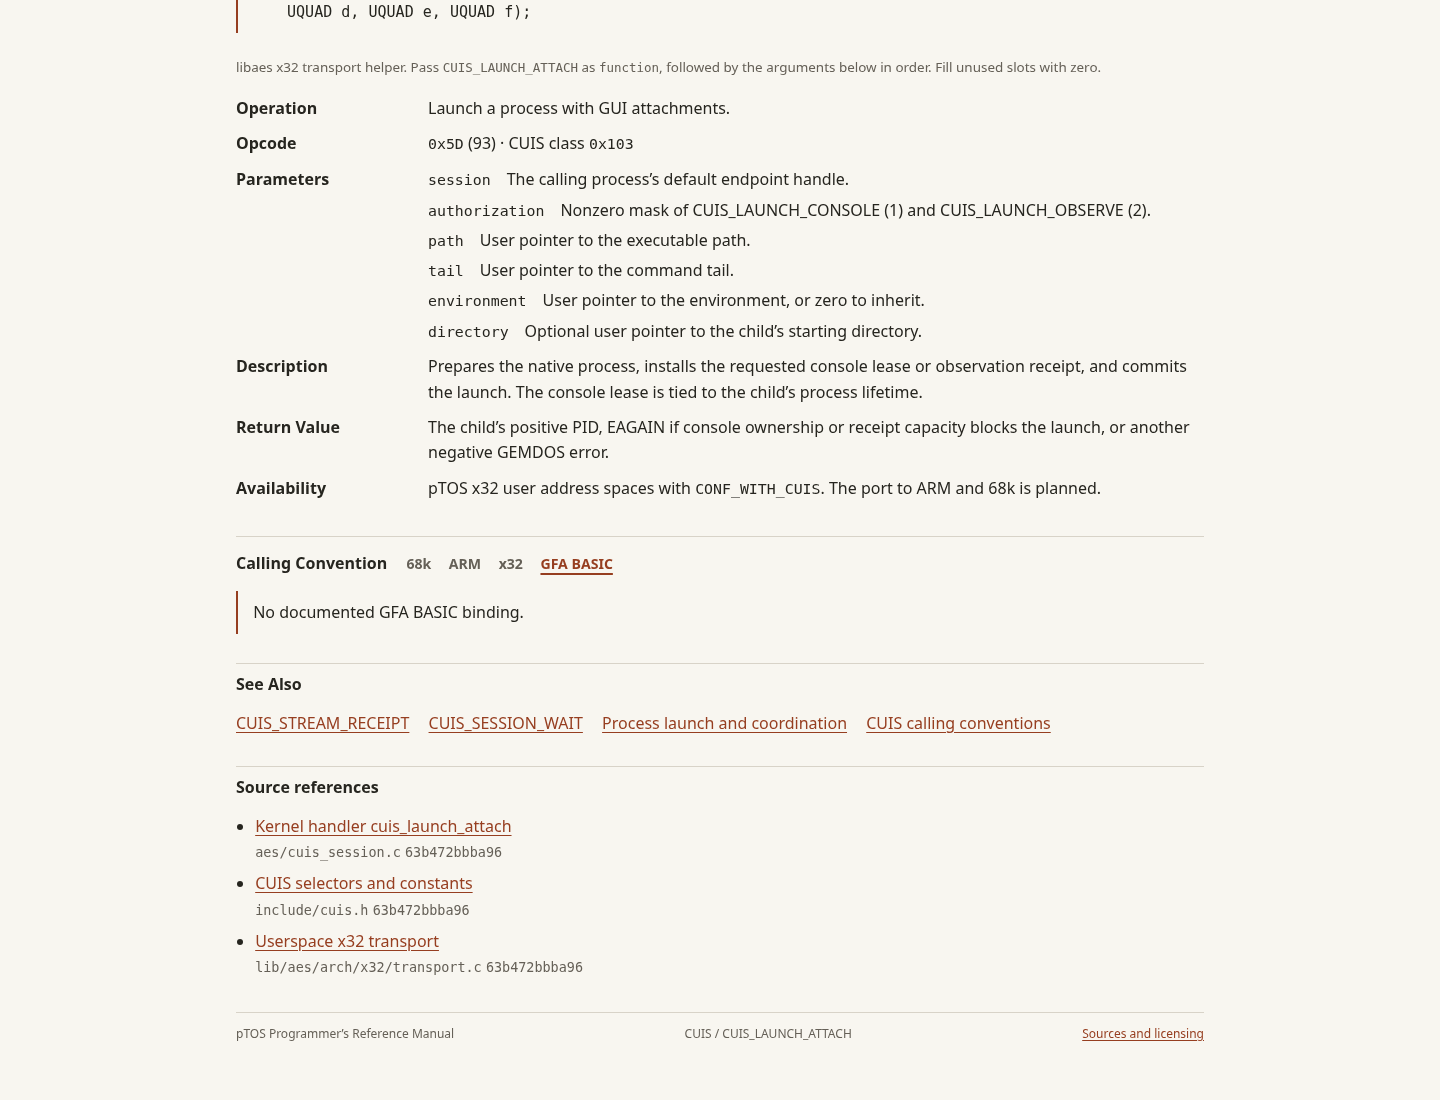 UQUAD d, UQUAD e, UQUAD f);
libaes x32 transport helper. Pass CUIS_LAUNCH_ATTACH as function, followed by the arguments below in order. Fill unused slots with zero.
Operation Launch a process with GUI attachments.
Opcode 0x5D (93) · CUIS class 0x103
Parameters session The calling process’s default endpoint handle.
authorization Nonzero mask of CUIS_LAUNCH_CONSOLE (1) and CUIS_LAUNCH_OBSERVE (2).
path User pointer to the executable path.
tail User pointer to the command tail.
environment User pointer to the environment, or zero to inherit.
directory Optional user pointer to the child’s starting directory.
Description Prepares the native process, installs the requested console lease or observation receipt, and commits
the launch. The console lease is tied to the child’s process lifetime.
Return Value The child’s positive PID, EAGAIN if console ownership or receipt capacity blocks the launch, or another
negative GEMDOS error.
Availability pTOS x32 user address spaces with CONF_WITH_CUIS. The port to ARM and 68k is planned.
Calling Convention 68k ARM x32 GFA BASIC
No documented GFA BASIC binding.
See Also
CUIS_STREAM_RECEIPT CUIS_SESSION_WAIT Process launch and coordination CUIS calling conventions
Source references
Kernel handler cuis_launch_attach
aes/cuis_session.c 63b472bbba96
CUIS selectors and constants
include/cuis.h 63b472bbba96
Userspace x32 transport
lib/aes/arch/x32/transport.c 63b472bbba96
pTOS Programmer’s Reference Manual CUIS / CUIS_LAUNCH_ATTACH Sources and licensing